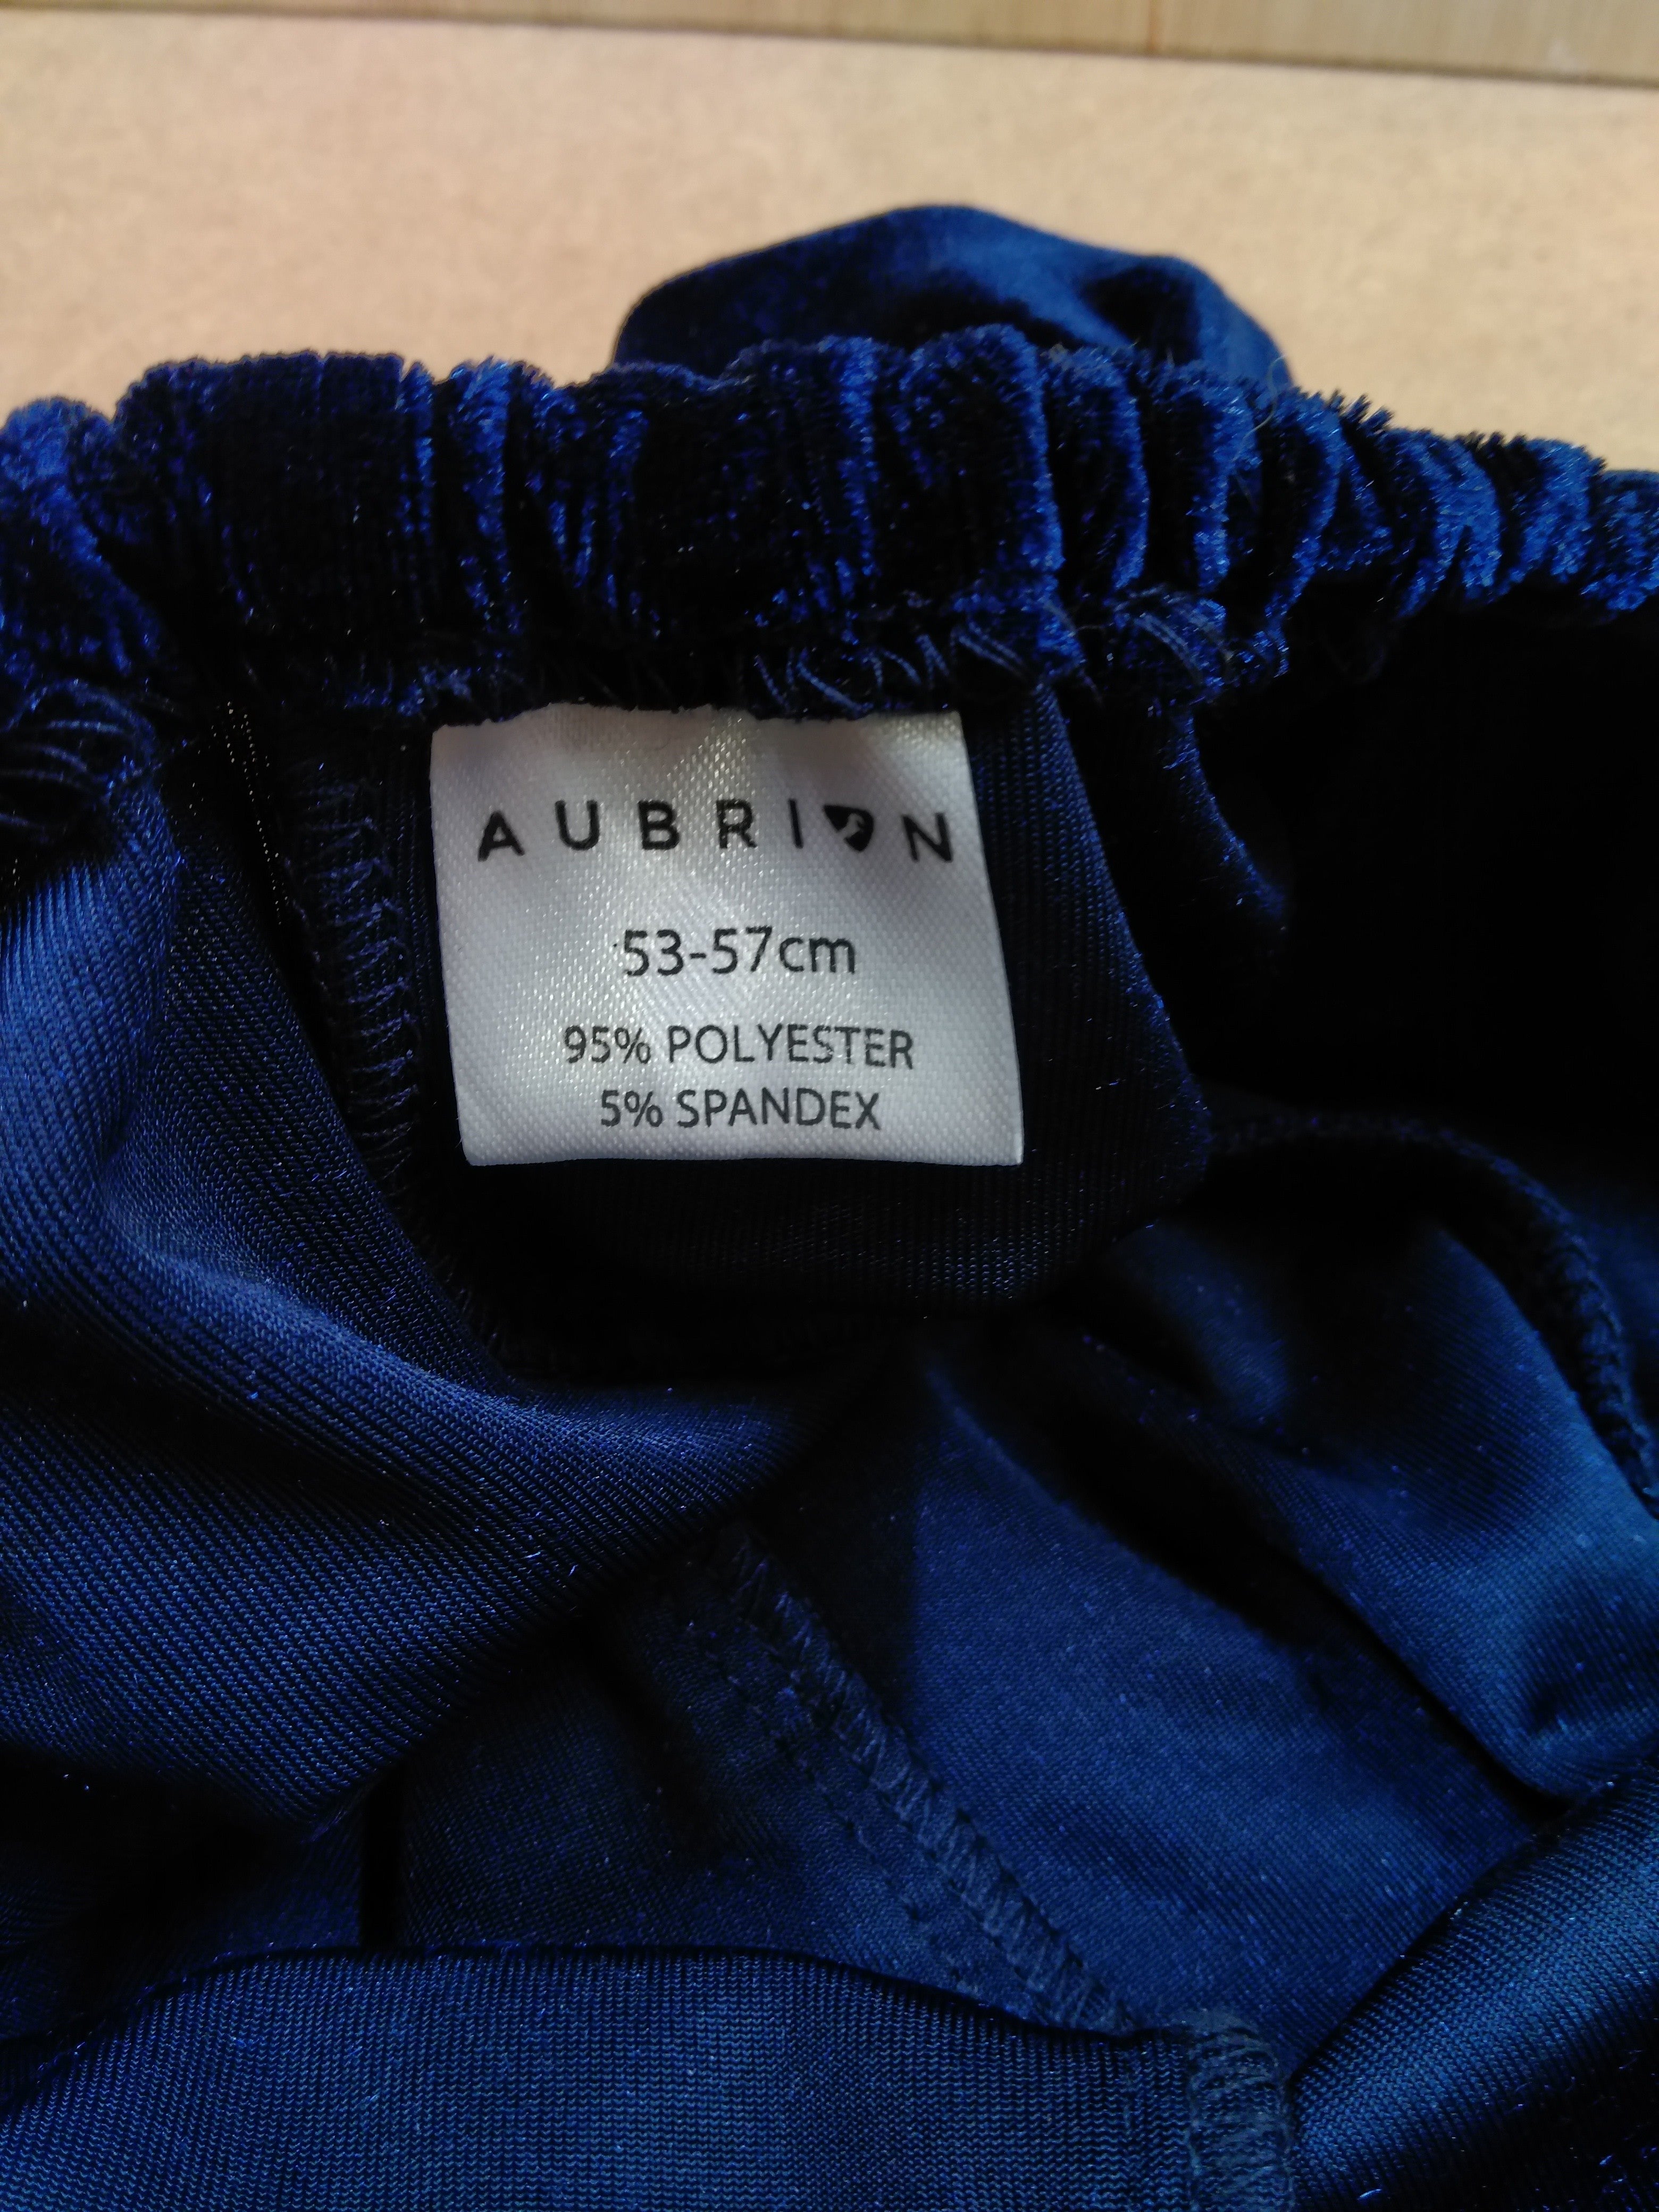 AUBRION
53-57cm
95% POLYESTER
5% SPANDEX